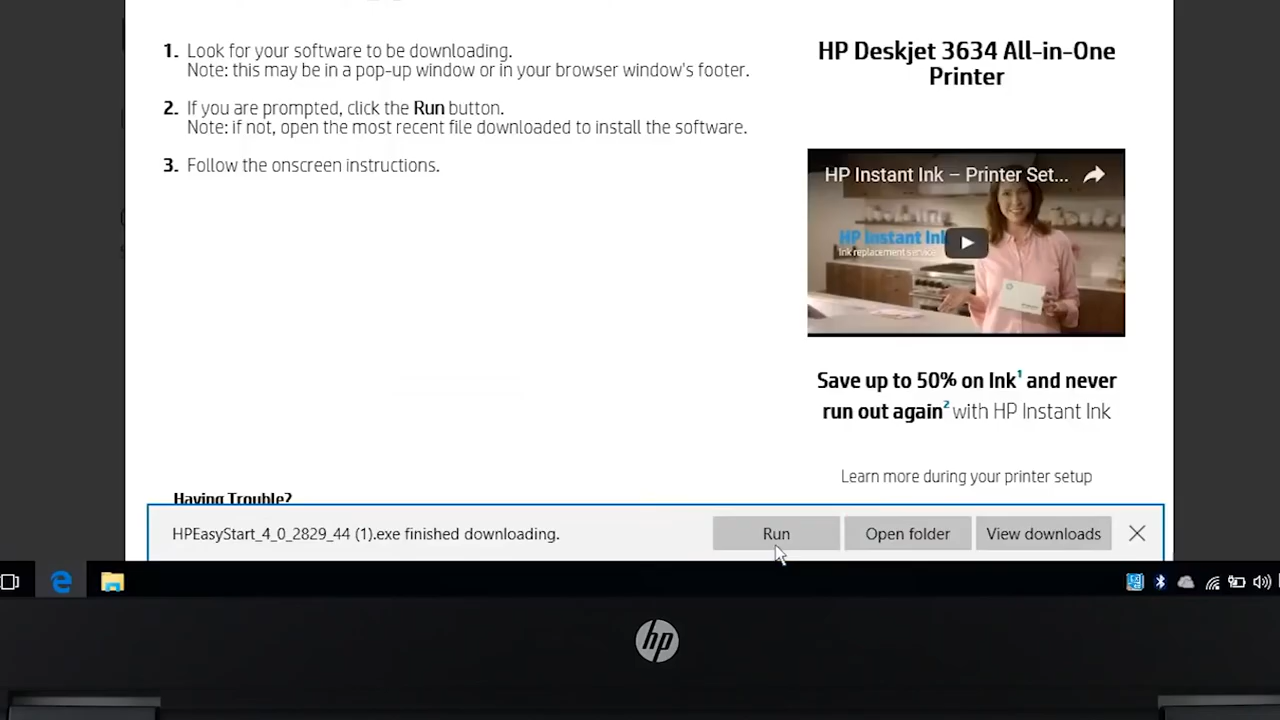 1. Look for your software to be downloading.
Note: this may be in a pop-up window or in your browser window's footer.
2. If you are prompted, click the Run button.
Note: if not, open the most recent file downloaded to install the software.
3. Follow the onscreen instructions.
HP Deskjet 3634 All-in-One
Printer
HP Instant Ink – Printer Set...
HP Instant Ink
Ink replacement service
Save up to 50% on Ink¹ and never
run out again² with HP Instant Ink
Learn more during your printer setup
Having Trouble?
HPEasyStart_4_0_2829_44 (1).exe finished downloading.
Run
Open folder
View downloads
hp